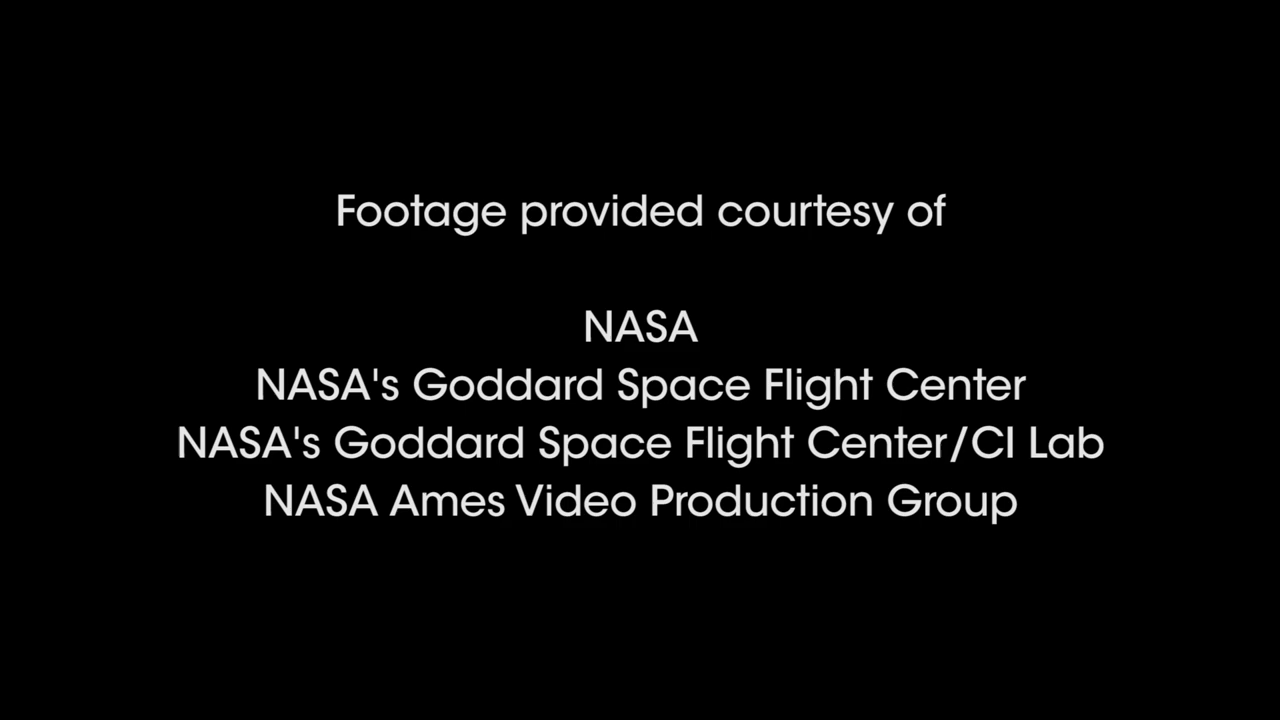 Footage provided courtesy of
NASA
NASA's Goddard Space Flight Center
NASA's Goddard Space Flight Center/CI Lab
NASA Ames Video Production Group